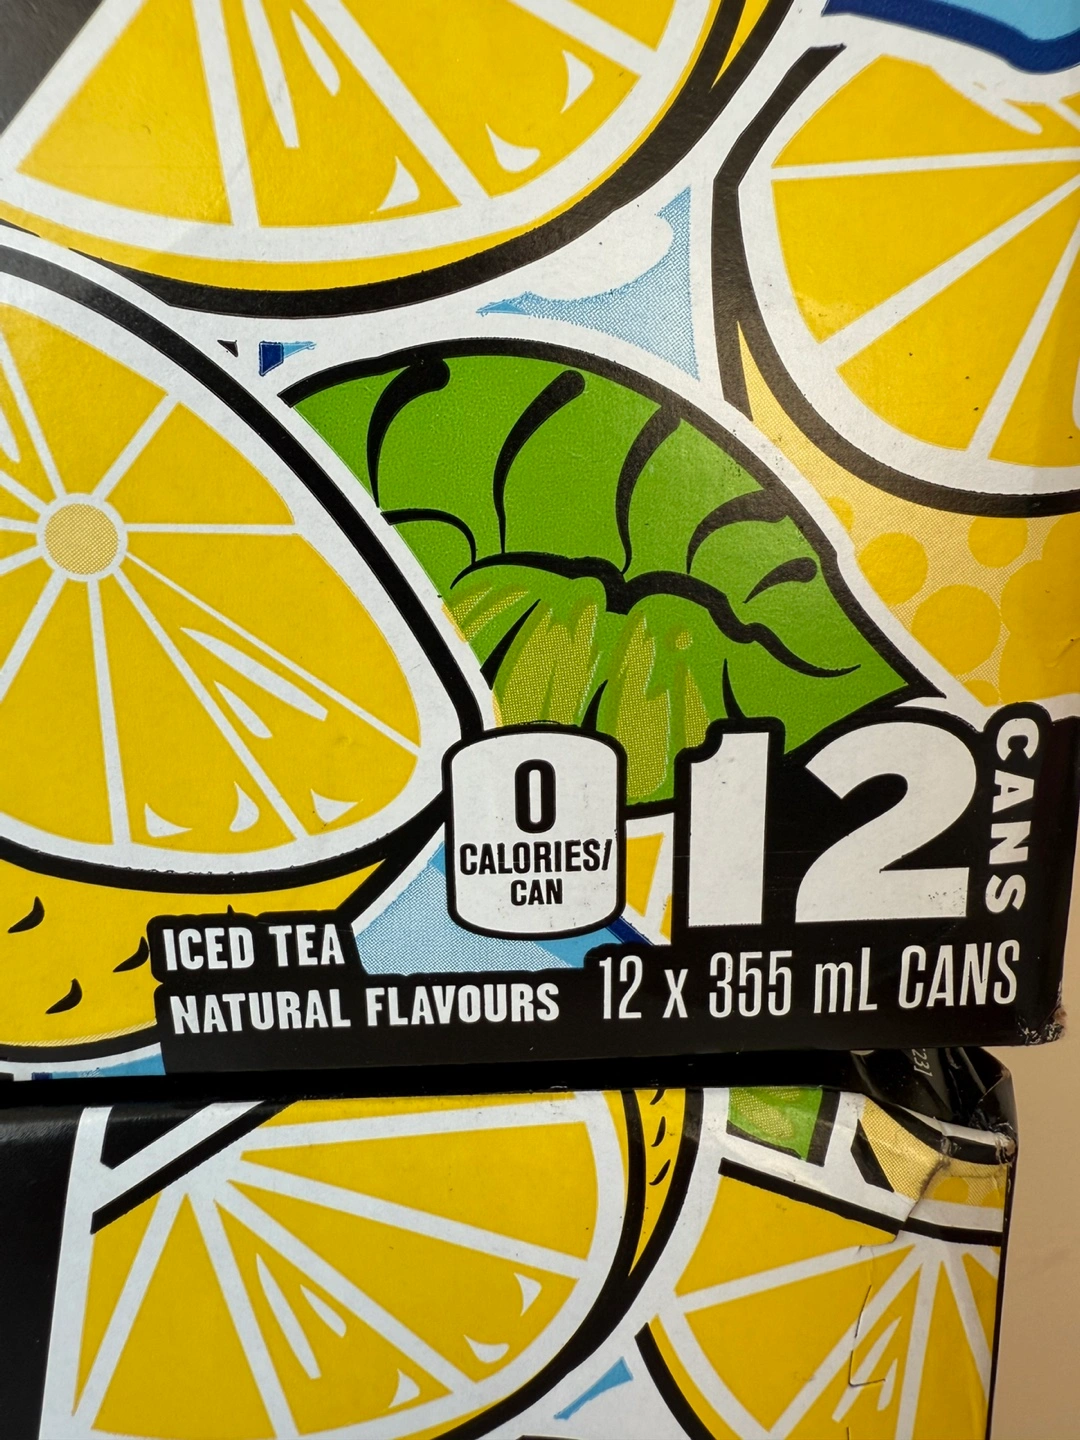 0
CALORIES/
CAN
12
CANS
ICED TEA
NATURAL FLAVOURS
12 x 355 mL CANS